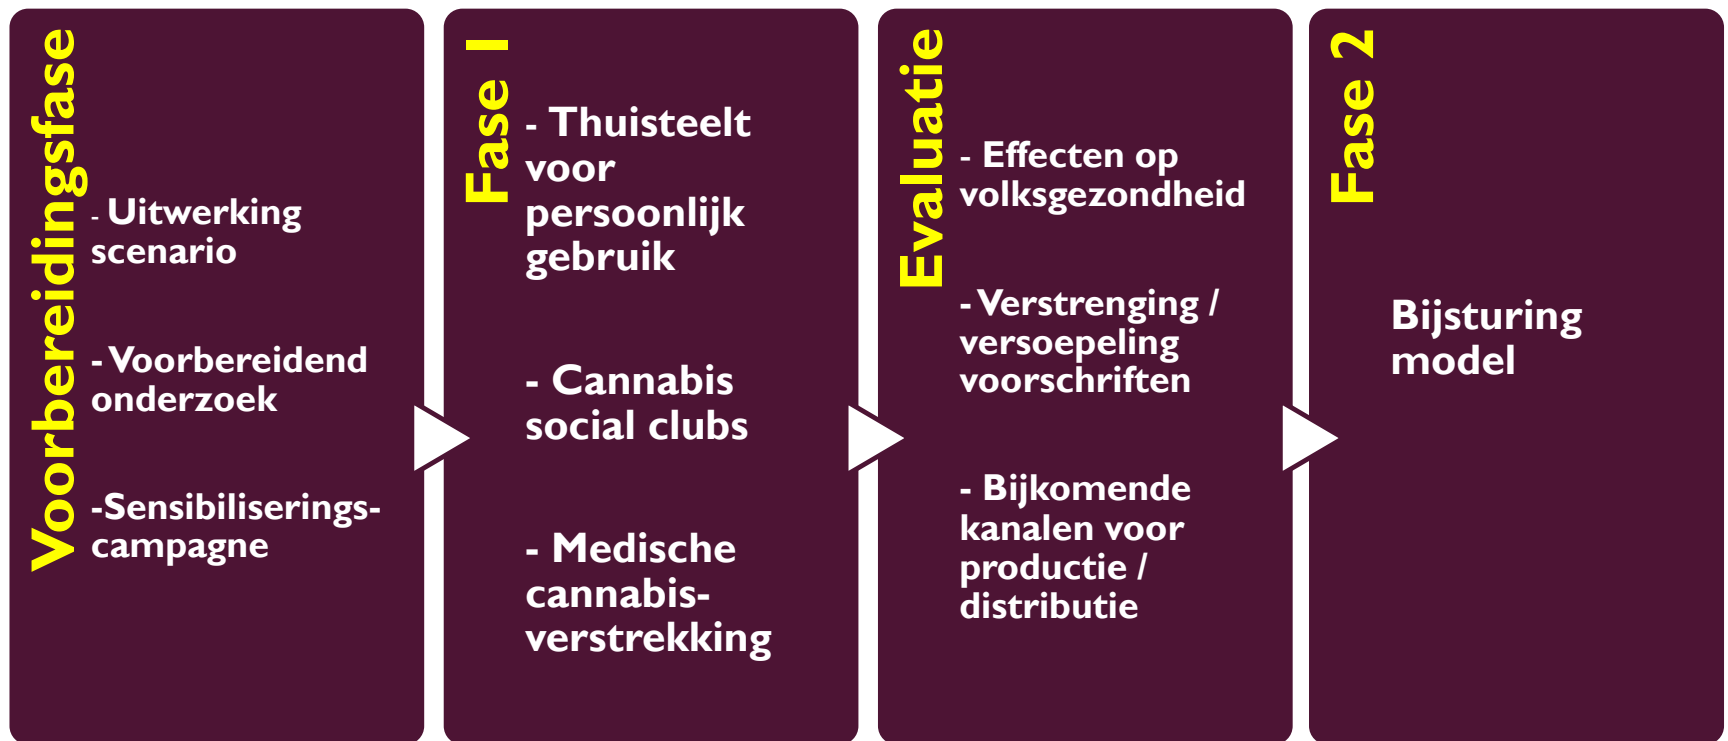 Voorbereidingsfase
- Uitwerking
scenario
- Voorbereidend
onderzoek
-Sensibiliserings-
campagne
Fase 1
- Thuisteelt
voor
persoonlijk
gebruik
- Cannabis
social clubs
- Medische
cannabis-
verstrekking
Evaluatie
- Effecten op
volksgezondheid
- Verstrenging /
versoepeling
voorschriften
- Bijkomende
kanalen voor
productie /
distributie
Fase 2
Bijsturing
model